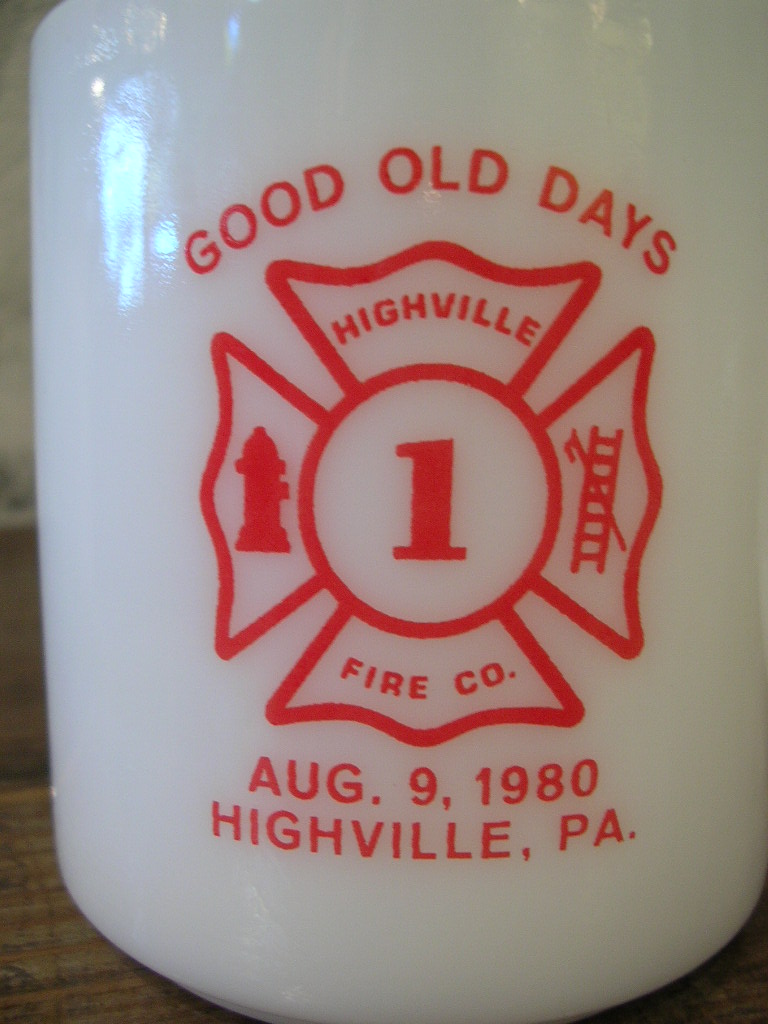 GOOD OLD DAYS
HIGHVILLE
1
FIRE CO.
AUG. 9, 1980
HIGHVILLE, PA.